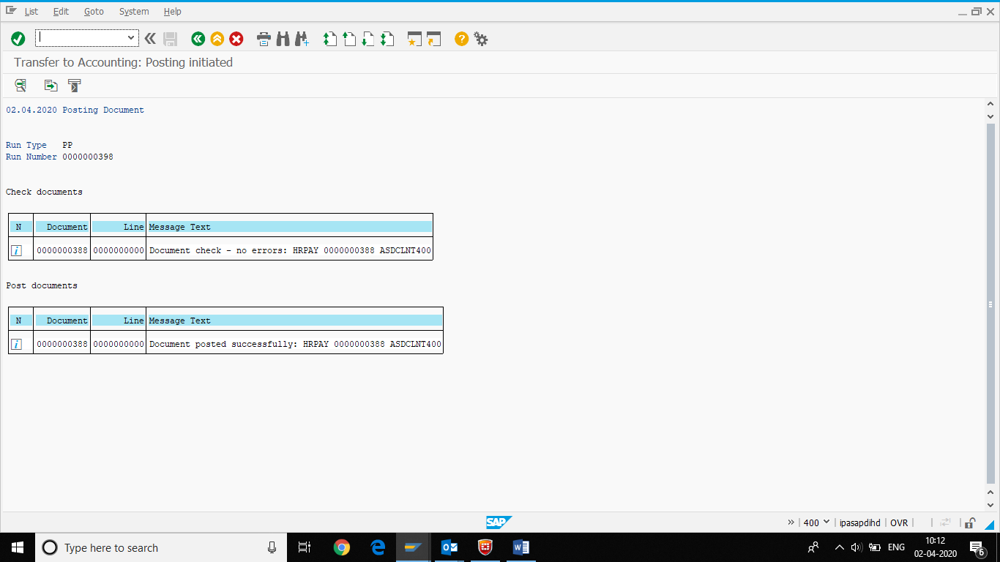 List Edit Goto System Help
Transfer to Accounting: Posting initiated
02.04.2020 Posting Document
Run Type PP
Run Number 0000000398
Check documents
N Document Line Message Text
i 0000000388 0000000000 Document check - no errors: HRPAY 0000000388 ASDCLNT400
Post documents
N Document Line Message Text
i 0000000388 0000000000 Document posted successfully: HRPAY 0000000388 ASDCLNT400
SAP
400 ipasapdihd OVR
Type here to search
ENG
10:12
02-04-2020
6